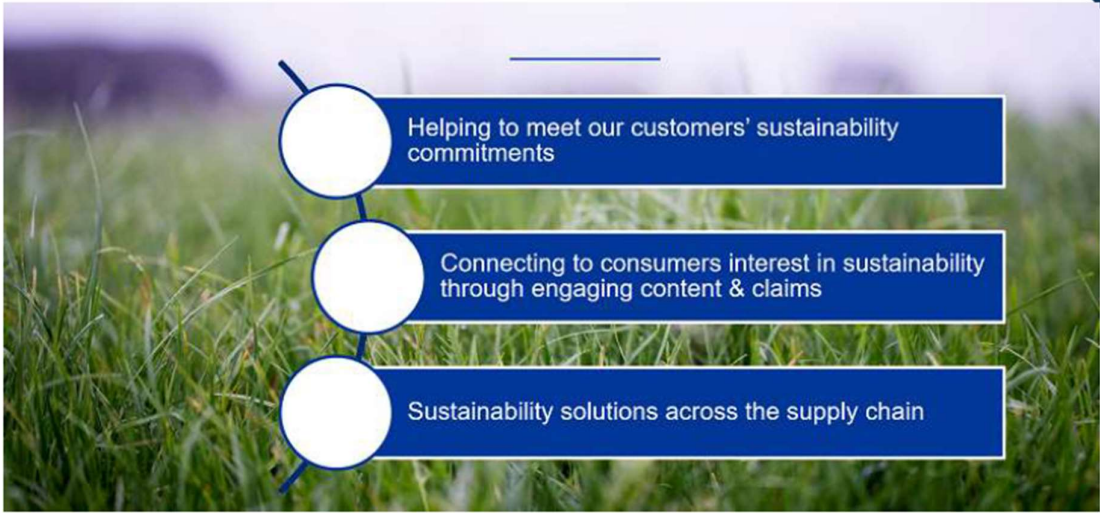 Helping to meet our customers’ sustainability
commitments
Connecting to consumers interest in sustainability
through engaging content & claims
Sustainability solutions across the supply chain